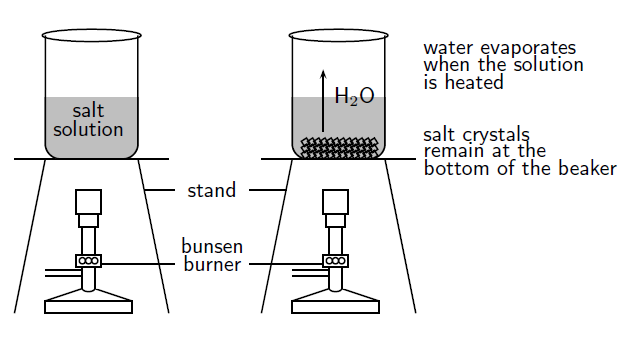 salt
solution
H₂O
water evaporates
when the solution
is heated
salt crystals
remain at the
bottom of the beaker
stand
bunsen
burner